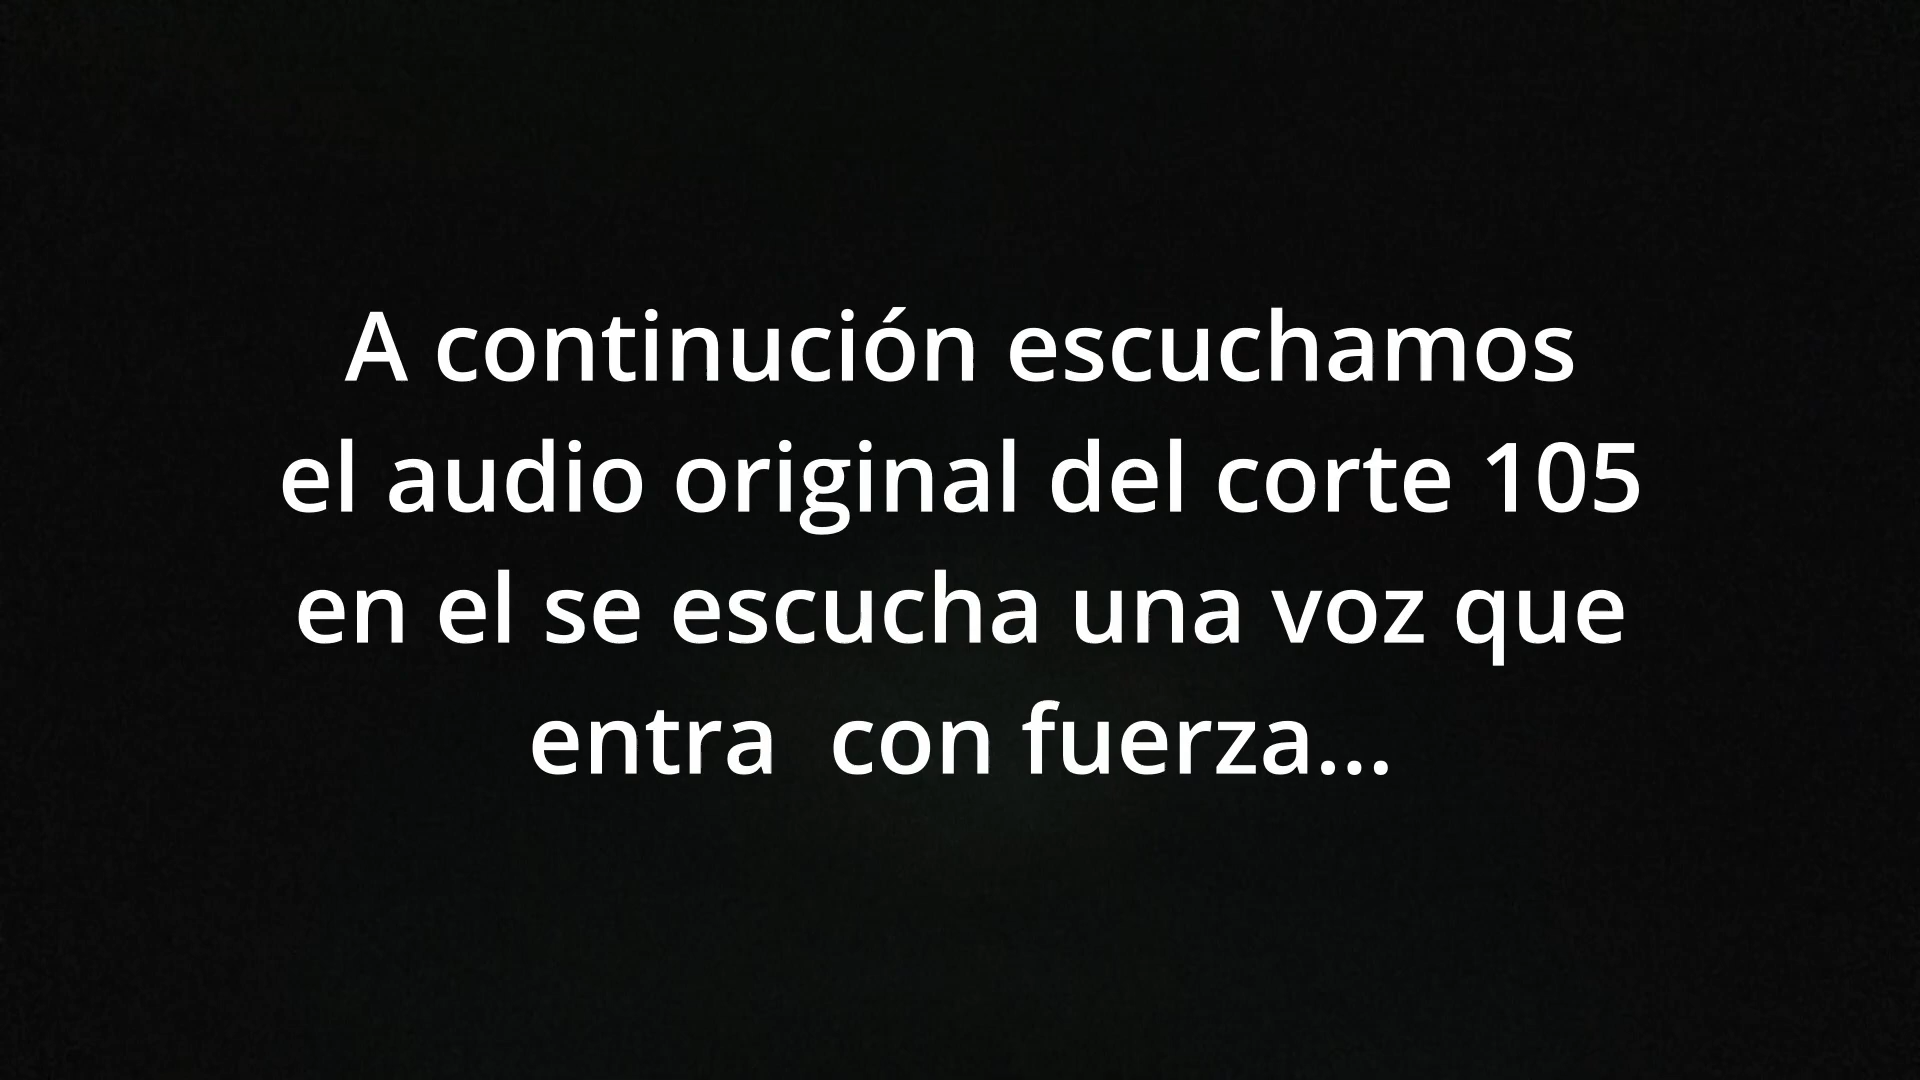 A continución escuchamos
el audio original del corte 105
en el se escucha una voz que
entra  con fuerza...